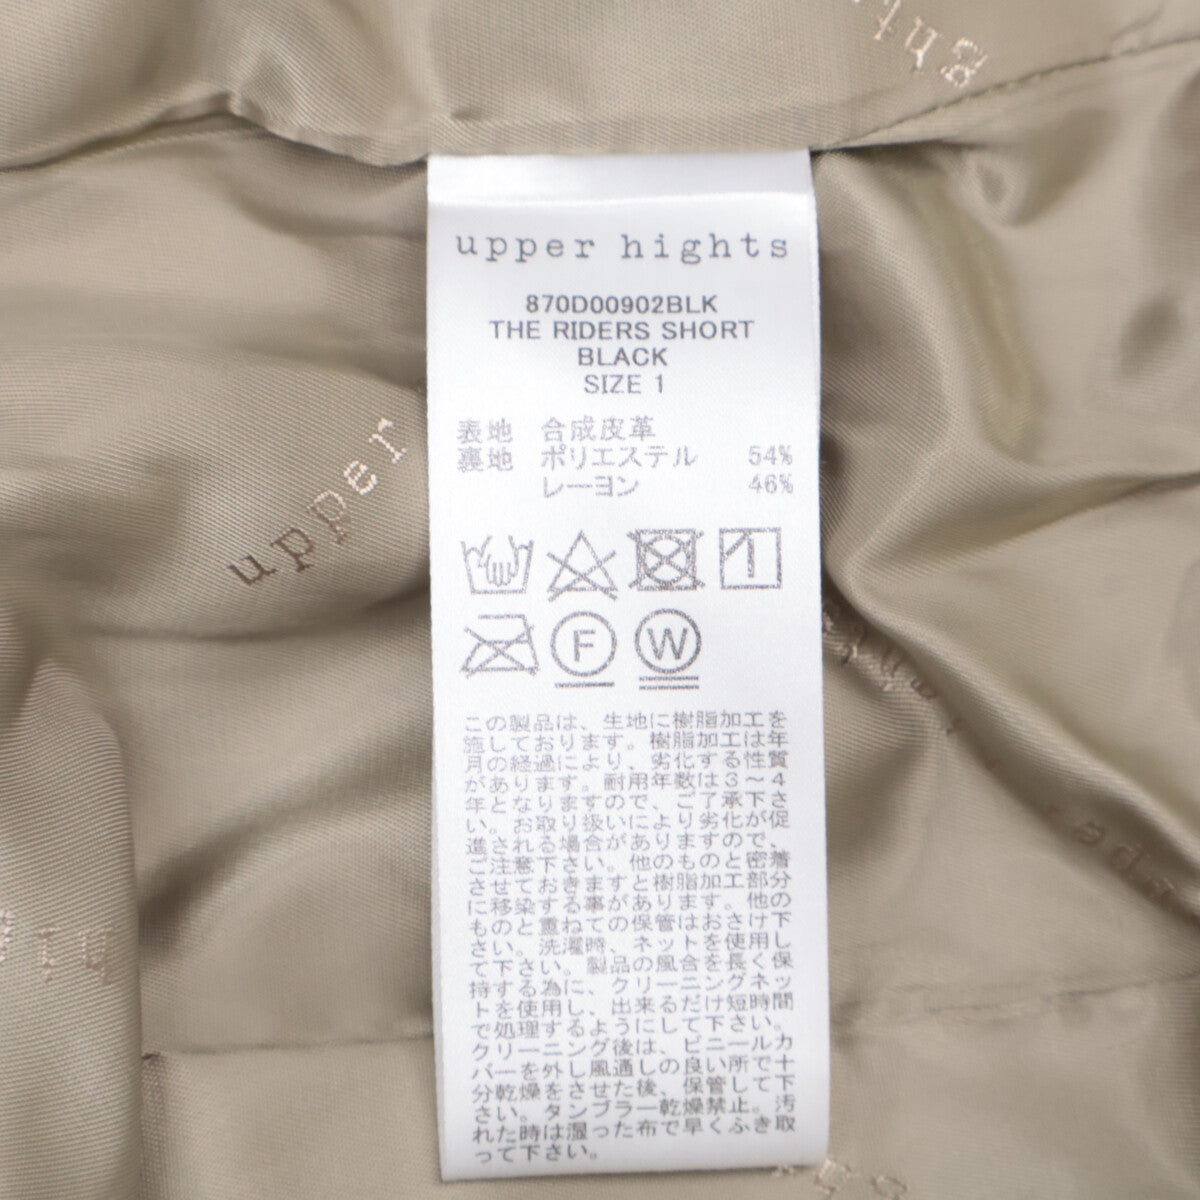 ghts
upper hights
870D00902BLK
THE RIDERS SHORT
BLACK
SIZE 1
表地 合成皮革
裏地 ポリエステル 54%
レーヨン 46%
upper
F W
この製品は、生地に樹脂加工を
施しております。樹脂加工は年
月の経過により、劣化する性質
があります。耐用年数は3～4
年となりますので、ご了承下さ
い。お取り扱いにより劣化が促
進される場合がありますので、
ご注意下さい。他のものと密着
させておきますと樹脂加工部分
に移染する事があります。他の
ものと重ねての保管はおさけ下
さい。洗濯時、ネットを使用し
て下さい。製品の風合を長く保
持する為に、クリーニングネッ
トを使用し、出来るだけ短時間
で処理するようにして下さい。
クリーニング後は、ビニールカ
バーを外し風通しの良い所で十
分乾燥をさせた後、保管して下
さい。タンブラー乾燥禁止。汚
れた時は湿った布で早くふき取
って下さい。